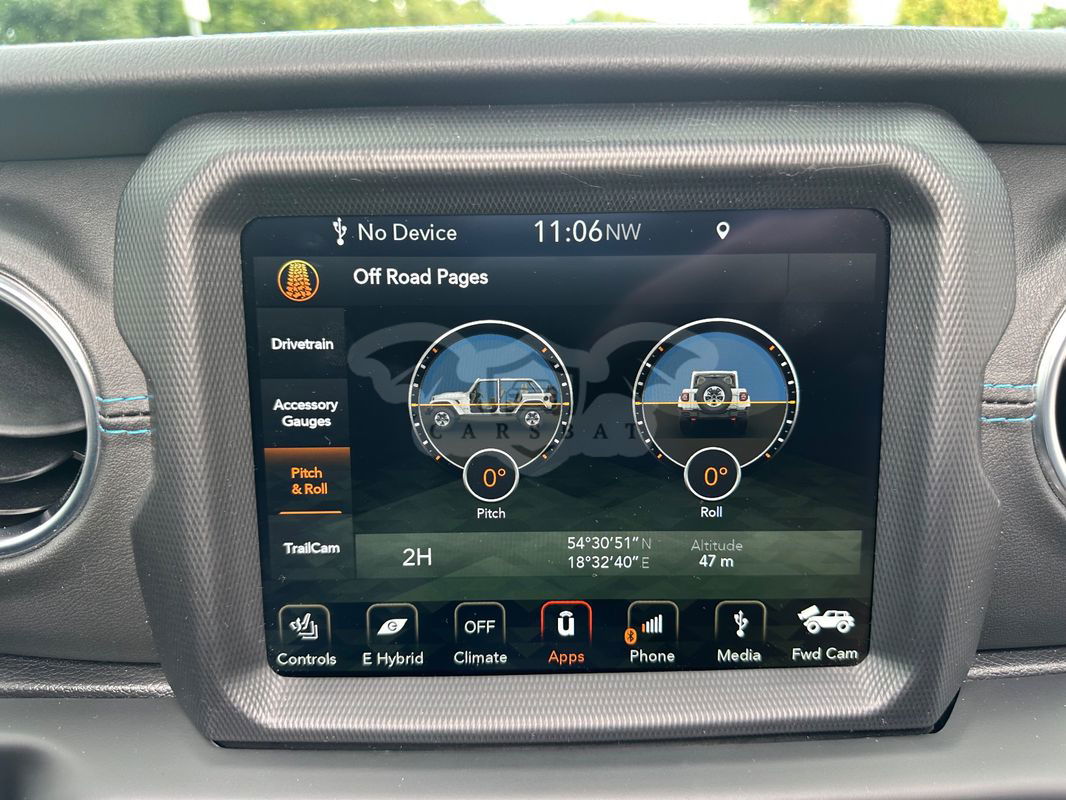 No Device
11:06 NW
Off Road Pages
Drivetrain
Accessory
Gauges
Pitch
& Roll
TrailCam
CARSBAT
0°
Pitch
0°
Roll
2H
54°30’51” N
18°32’40” E
Altitude
47 m
Controls
E Hybrid
OFF
Climate
Apps
Phone
Media
Fwd Cam